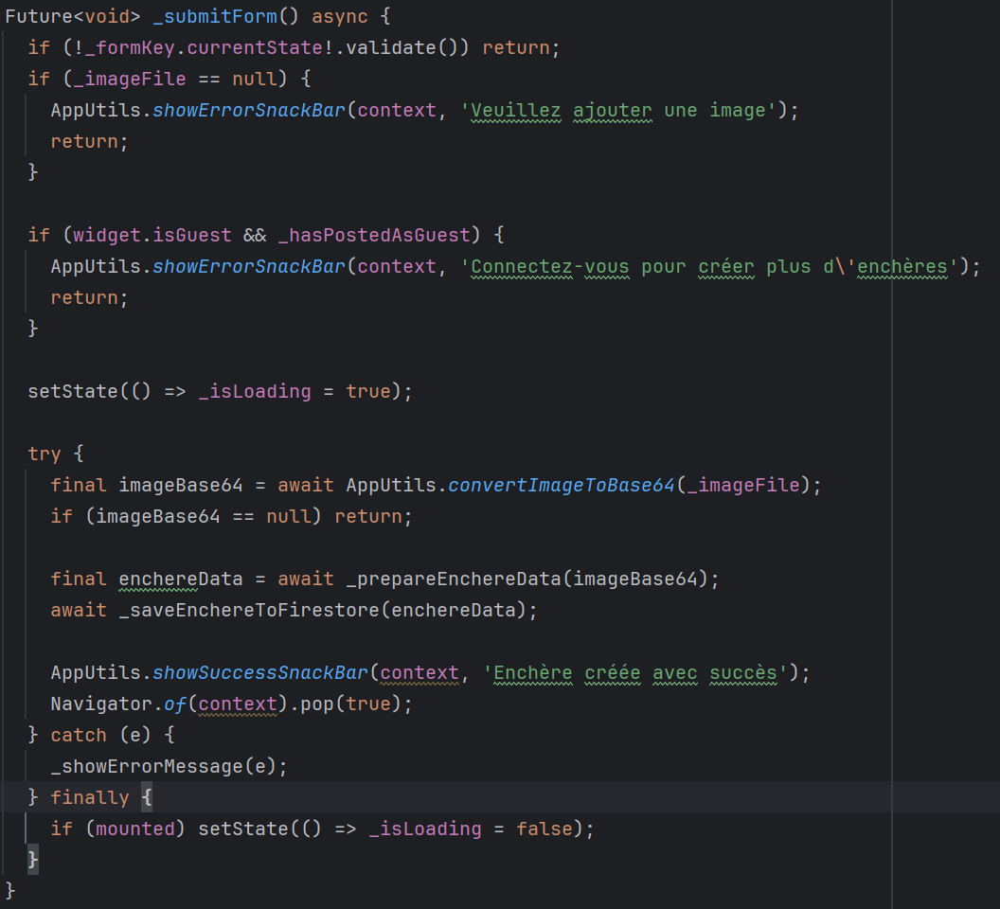 Future<void> _submitForm() async {
  if (!_formKey.currentState!.validate()) return;
  if (_imageFile == null) {
    AppUtils.showErrorSnackBar(context, 'Veuillez ajouter une image');
    return;
  }

  if (widget.isGuest && _hasPostedAsGuest) {
    AppUtils.showErrorSnackBar(context, 'Connectez-vous pour créer plus d\'enchères');
    return;
  }

  setState(() => _isLoading = true);

  try {
    final imageBase64 = await AppUtils.convertImageToBase64(_imageFile);
    if (imageBase64 == null) return;

    final enchereData = await _prepareEnchereData(imageBase64);
    await _saveEnchereToFirestore(enchereData);

    AppUtils.showSuccessSnackBar(context, 'Enchère créée avec succès');
    Navigator.of(context).pop(true);
  } catch (e) {
    _showErrorMessage(e);
  } finally {
    if (mounted) setState(() => _isLoading = false);
  }
}